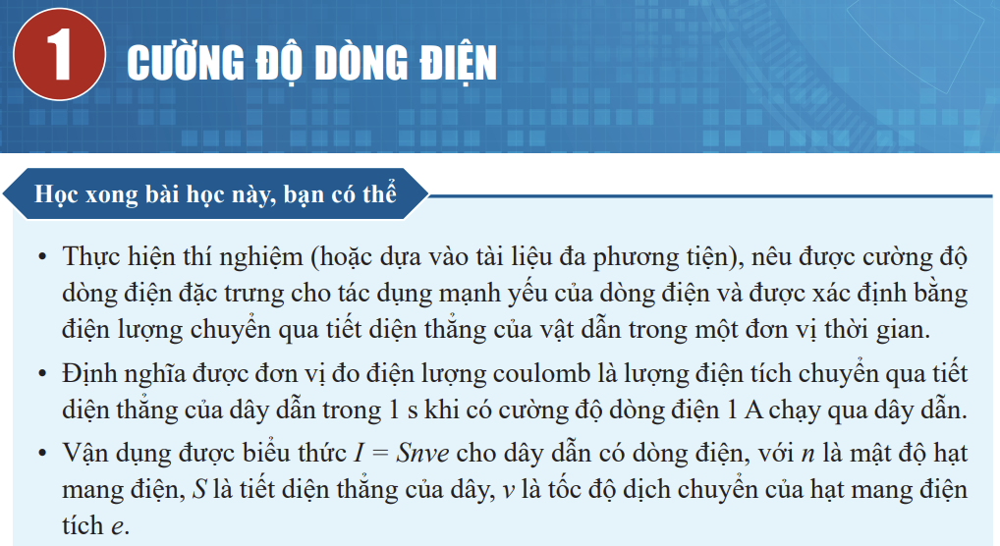 1 CƯỜNG ĐỘ DÒNG ĐIỆN
Học xong bài học này, bạn có thể
• Thực hiện thí nghiệm (hoặc dựa vào tài liệu đa phương tiện), nêu được cường độ
dòng điện đặc trưng cho tác dụng mạnh yếu của dòng điện và được xác định bằng
điện lượng chuyển qua tiết diện thẳng của vật dẫn trong một đơn vị thời gian.
• Định nghĩa được đơn vị đo điện lượng coulomb là lượng điện tích chuyển qua tiết
diện thẳng của dây dẫn trong 1 s khi có cường độ dòng điện 1 A chạy qua dây dẫn.
• Vận dụng được biểu thức I = Snve cho dây dẫn có dòng điện, với n là mật độ hạt
mang điện, S là tiết diện thẳng của dây, v là tốc độ dịch chuyển của hạt mang điện
tích e.